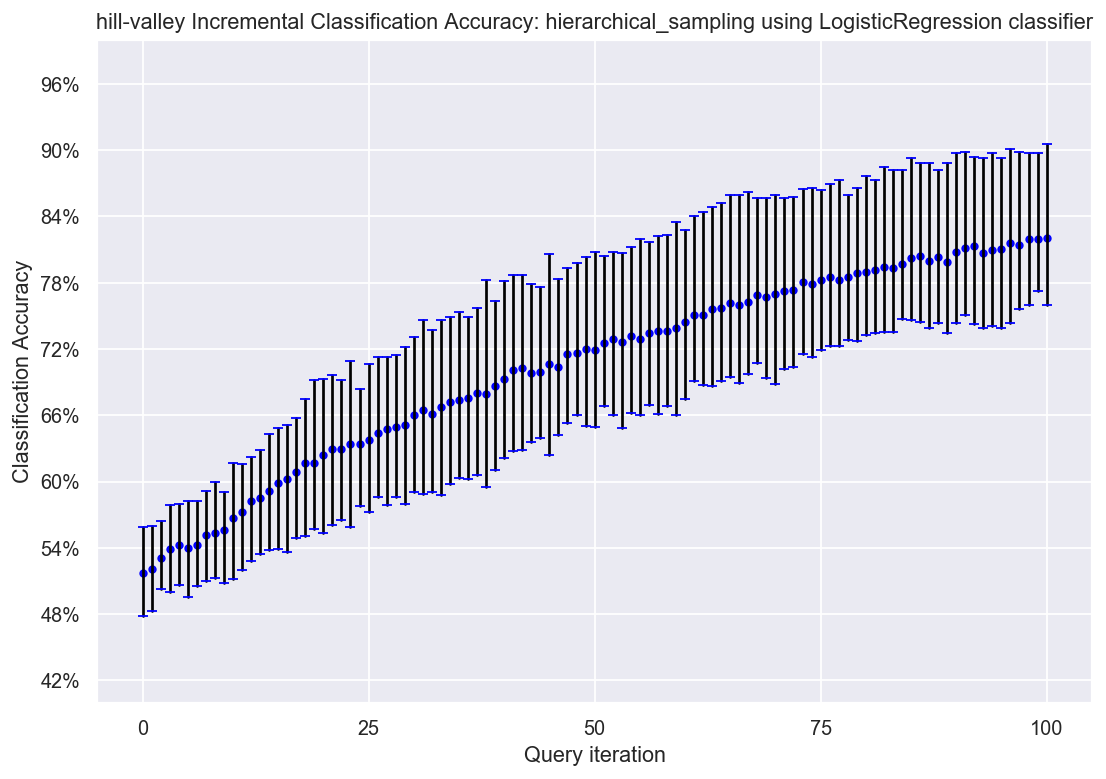 hill-valley Incremental Classification Accuracy: hierarchical_sampling using LogisticRegression classifier
96%
90%
84%
78%
72%
66%
60%
54%
48%
42%
Classification Accuracy
0 25 50 75 100
Query iteration